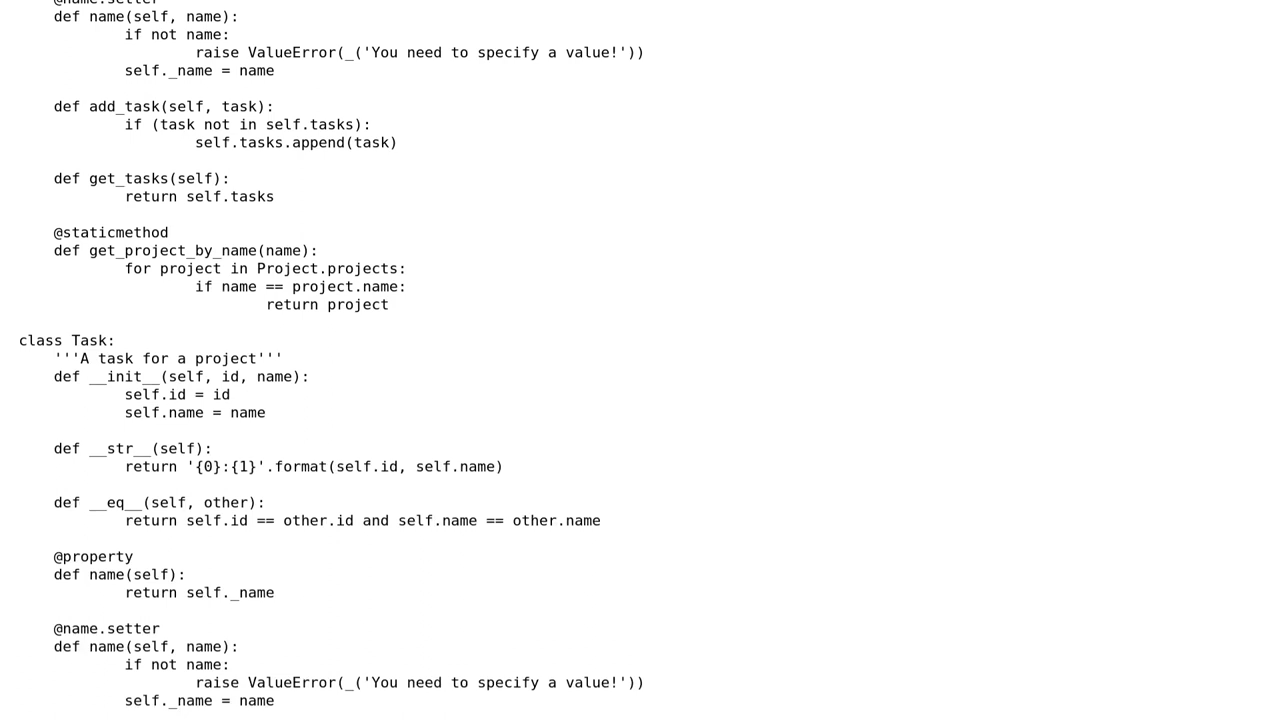 @name.setter
    def name(self, name):
            if not name:
                    raise ValueError(_('You need to specify a value!'))
            self._name = name

    def add_task(self, task):
            if (task not in self.tasks):
                    self.tasks.append(task)

    def get_tasks(self):
            return self.tasks

    @staticmethod
    def get_project_by_name(name):
            for project in Project.projects:
                    if name == project.name:
                            return project

class Task:
    '''A task for a project'''
    def __init__(self, id, name):
            self.id = id
            self.name = name

    def __str__(self):
            return '{0}:{1}'.format(self.id, self.name)

    def __eq__(self, other):
            return self.id == other.id and self.name == other.name

    @property
    def name(self):
            return self._name

    @name.setter
    def name(self, name):
            if not name:
                    raise ValueError(_('You need to specify a value!'))
            self._name = name